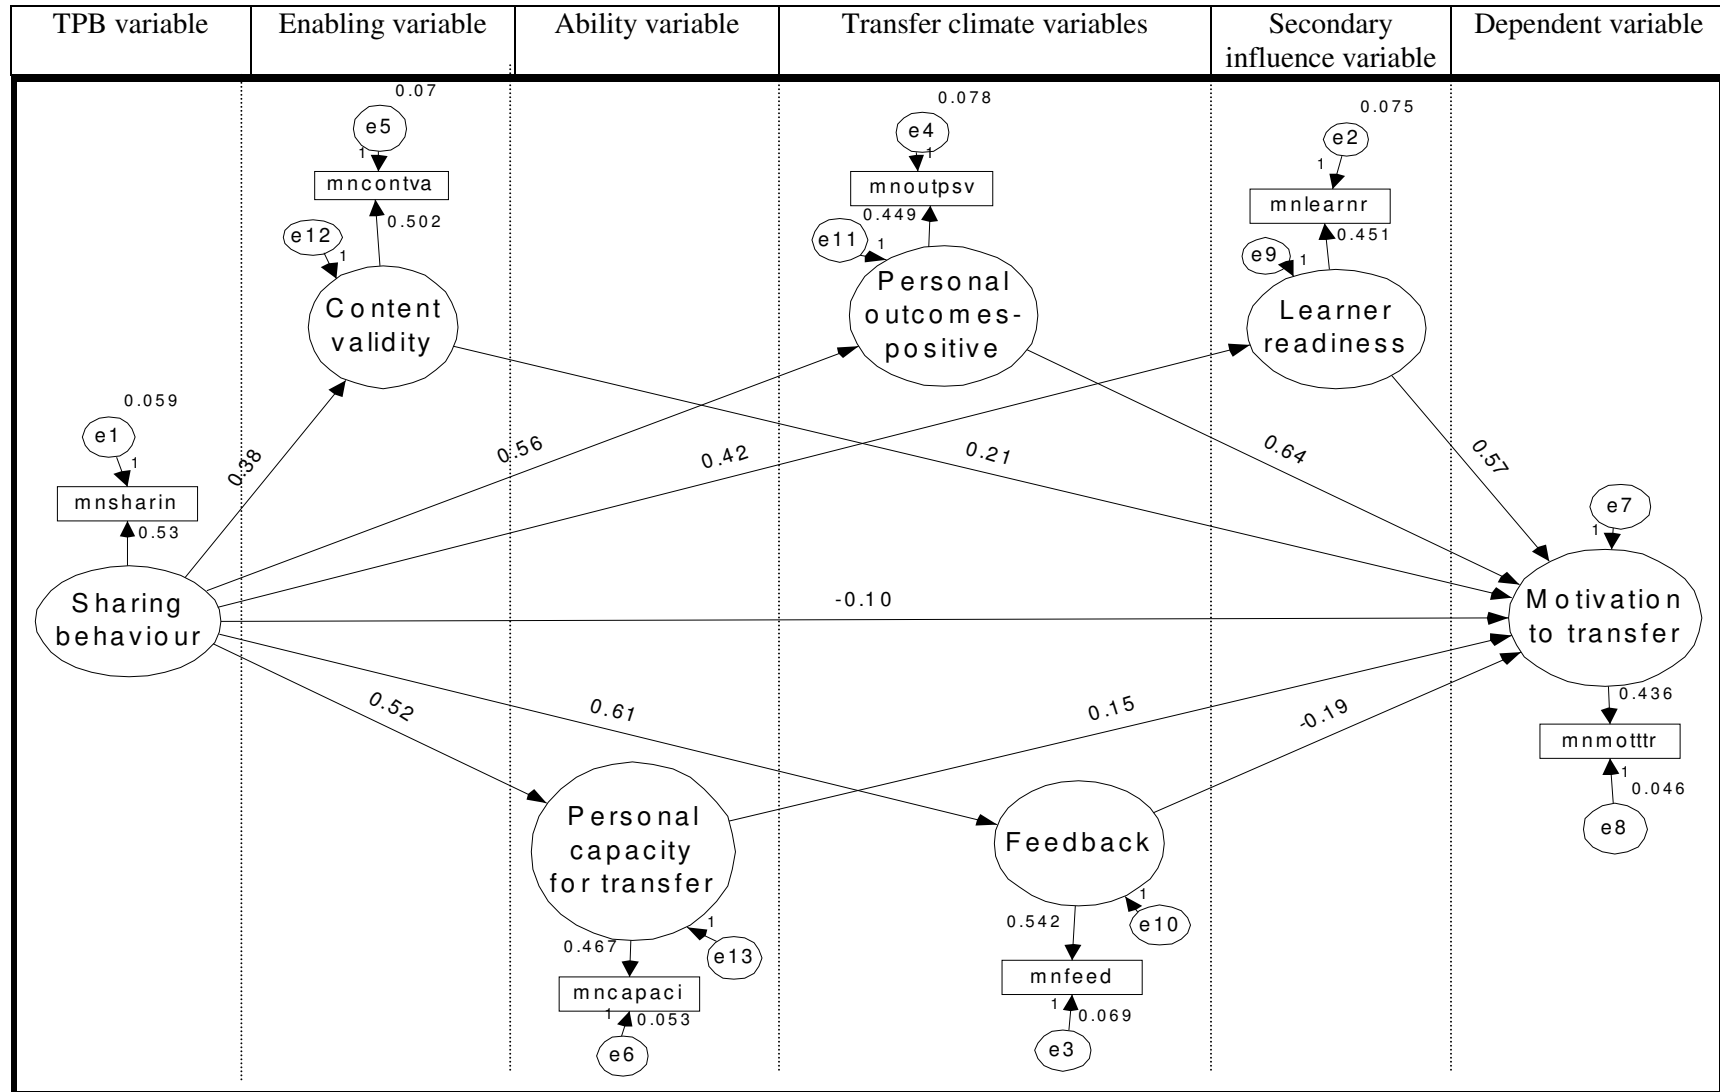 TPB variable
Enabling variable
Ability variable
Transfer climate variables
Secondary
influence variable
Dependent variable
0.07
e5
1
mncontva
0.502
e12
1
Content
validity
0.078
e4
1
mnoutpsv
0.449
e11
1
Personal
outcomes-
positive
0.075
e2
1
mnlearnr
0.451
e9
1
Learner
readiness
0.059
e1
1
mnsharin
0.53
Sharing
behaviour
0.38
0.56
0.42
0.21
0.64
0.57
-0.10
0.52
0.61
0.15
-0.19
e7
1
Motivation
to transfer
0.436
mnmotttr
1
0.046
e8
Personal
capacity
for transfer
1
e13
0.467
mncapaci
1
0.053
e6
Feedback
1
e10
0.542
mnfeed
1
0.069
e3